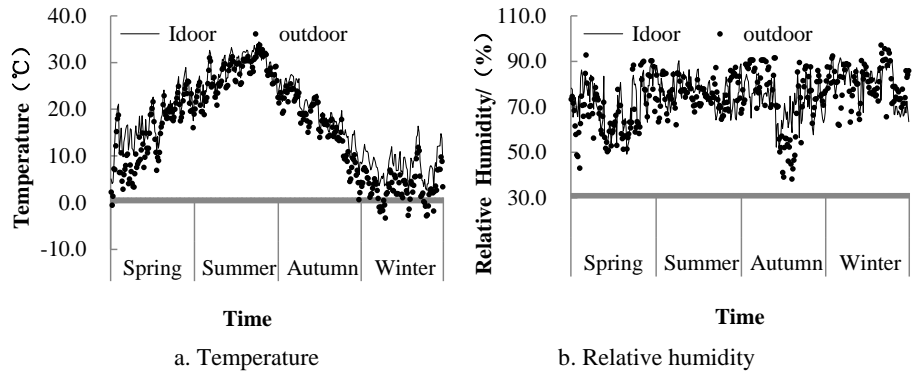 Idoor outdoor
Temperature（℃）
40.0
30.0
20.0
10.0
0.0
-10.0
Spring Summer Autumn Winter
Time
a. Temperature
Idoor outdoor
Relative Humidity/（%）
110.0
90.0
70.0
50.0
30.0
Spring Summer Autumn Winter
Time
b. Relative humidity